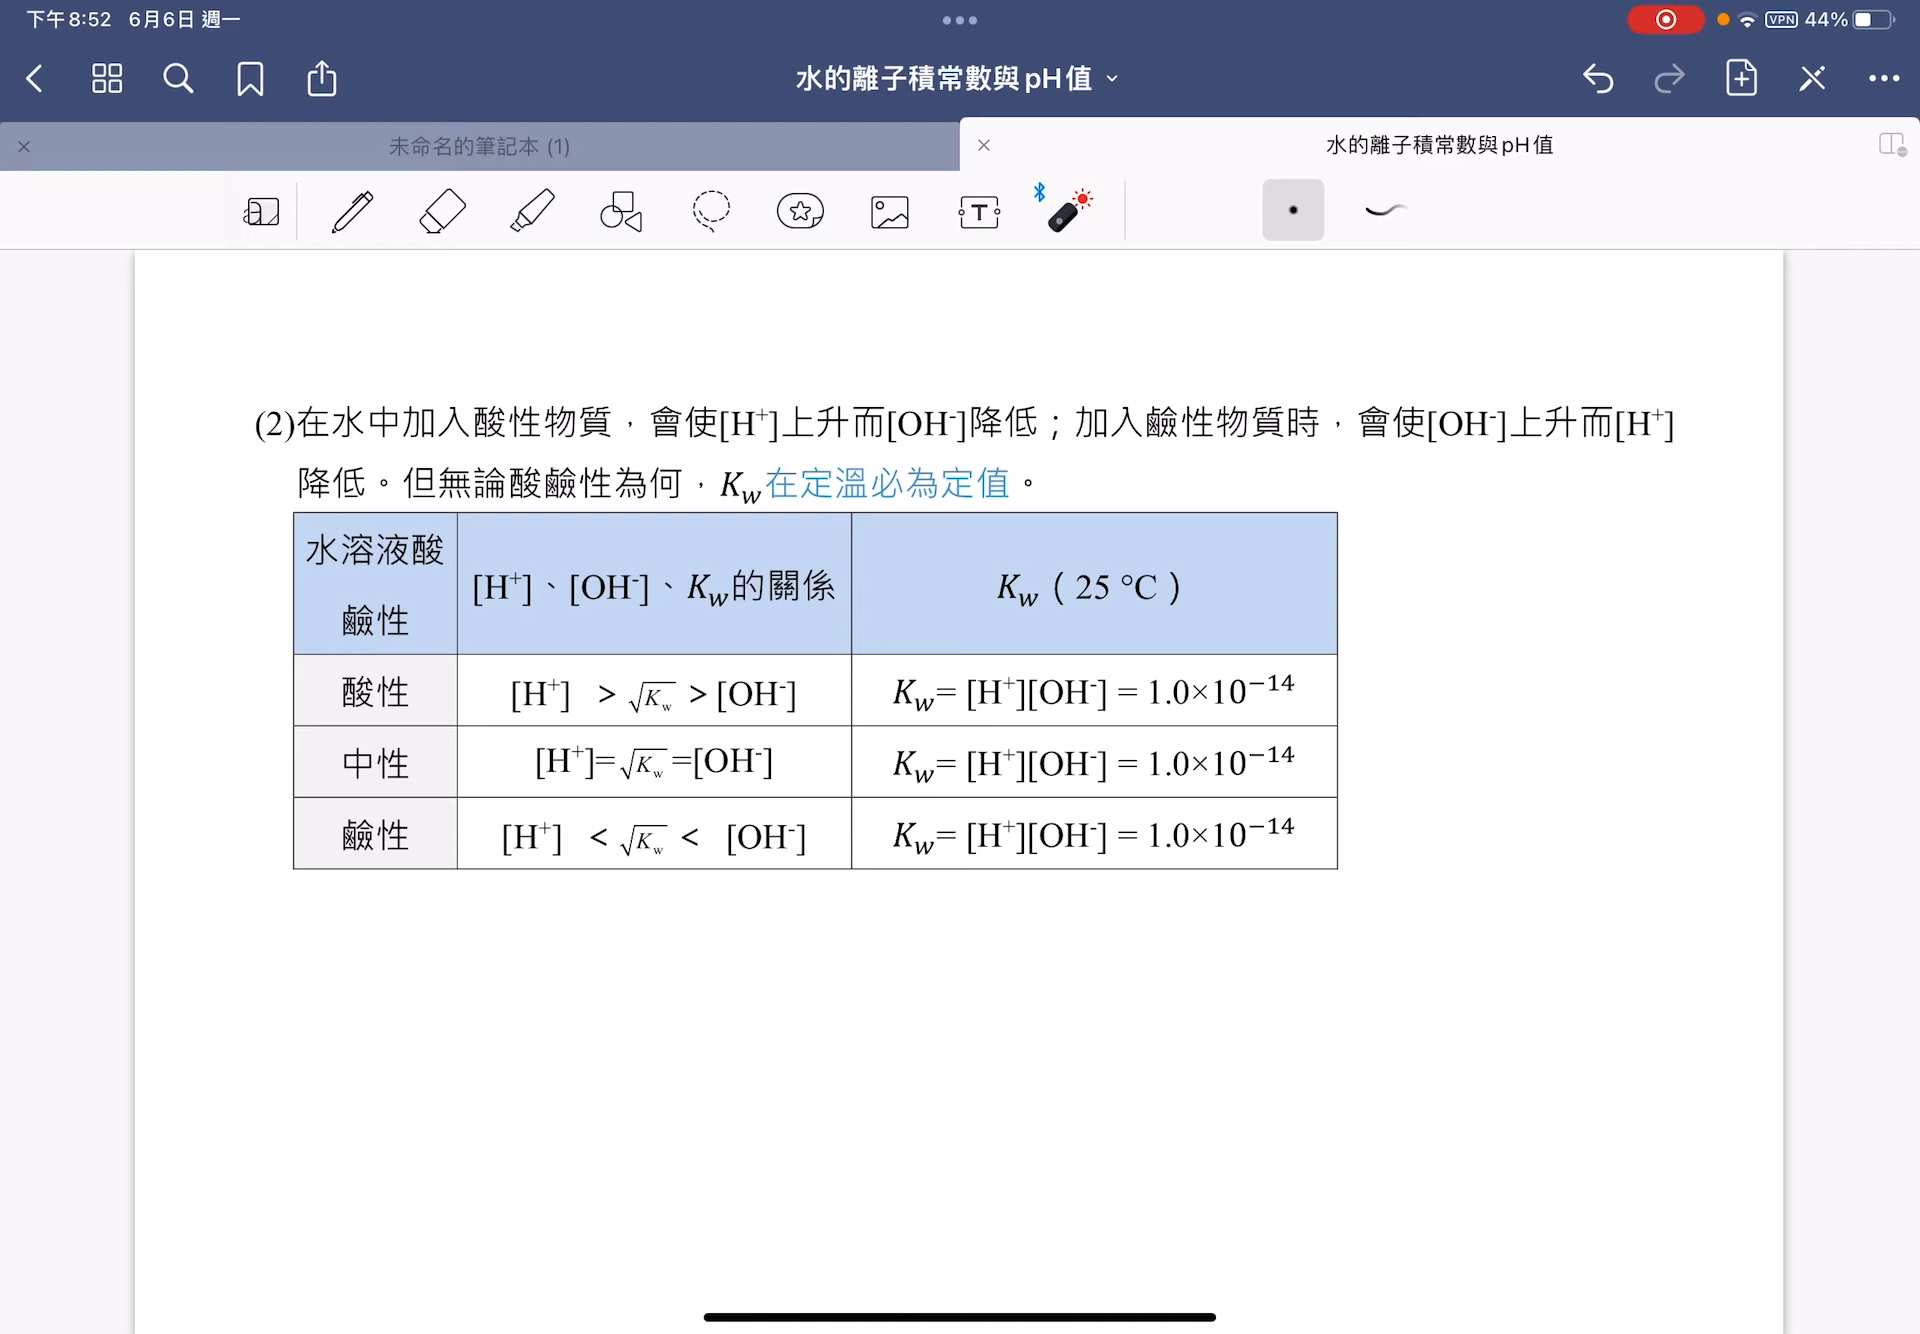 下午8:52 6月6日 週一
VPN 44%
水的離子積常數與pH值
未命名的筆記本 (1)
水的離子積常數與pH值
(2)在水中加入酸性物質，會使[H⁺]上升而[OH⁻]降低；加入鹼性物質時，會使[OH⁻]上升而[H⁺]
降低。但無論酸鹼性為何，K_w在定溫必為定值。
水溶液酸
鹼性
[H⁺]、[OH⁻]、K_w的關係
K_w（25 °C）
酸性
[H⁺] > √K_w > [OH⁻]
K_w= [H⁺][OH⁻] = 1.0×10⁻¹⁴
中性
[H⁺]=√K_w=[OH⁻]
K_w= [H⁺][OH⁻] = 1.0×10⁻¹⁴
鹼性
[H⁺] < √K_w < [OH⁻]
K_w= [H⁺][OH⁻] = 1.0×10⁻¹⁴